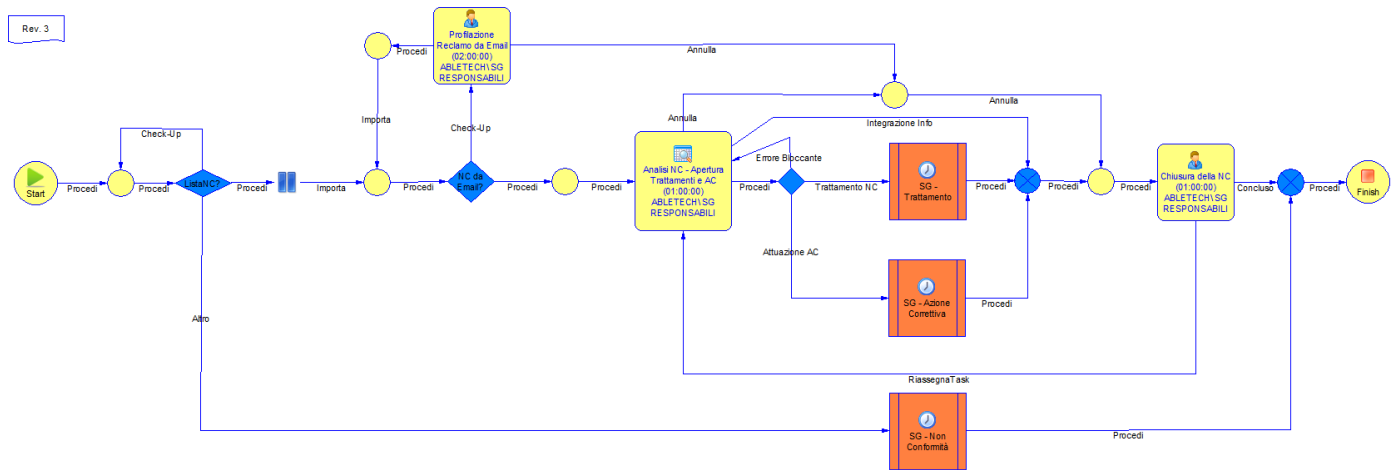 Rev. 3
Profilazione
Reclamo da Email
(02:00:00)
ABLETECH\SG
RESPONSABILI
Procedi
Annulla
Annulla
Importa
Check-Up
Check-Up
Annulla
Integrazione Info
Errore Bloccante
Start
Procedi
Procedi
ListaNC?
Procedi
Importa
Procedi
NC da
Email?
Procedi
Procedi
Analisi NC - Apertura
Trattamenti e AC
(01:00:00)
ABLETECH\SG
RESPONSABILI
Procedi
Trattamento NC
SG -
Trattamento
Procedi
Procedi
Procedi
Chiusura della NC
(01:00:00)
ABLETECH\SG
RESPONSABILI
Concluso
Procedi
Finish
Attuazione AC
SG - Azione
Correttiva
Procedi
Altro
RiassegnaTask
SG - Non
Conformità
Procedi